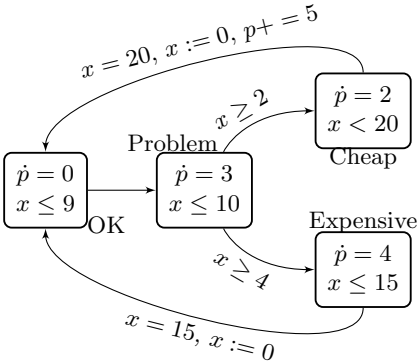 x = 20, x := 0, p+ = 5
ṗ = 2
x < 20
Cheap
x ≥ 2
Problem
ṗ = 0
x ≤ 9
OK
ṗ = 3
x ≤ 10
Expensive
ṗ = 4
x ≤ 15
x ≥ 4
x = 15, x := 0